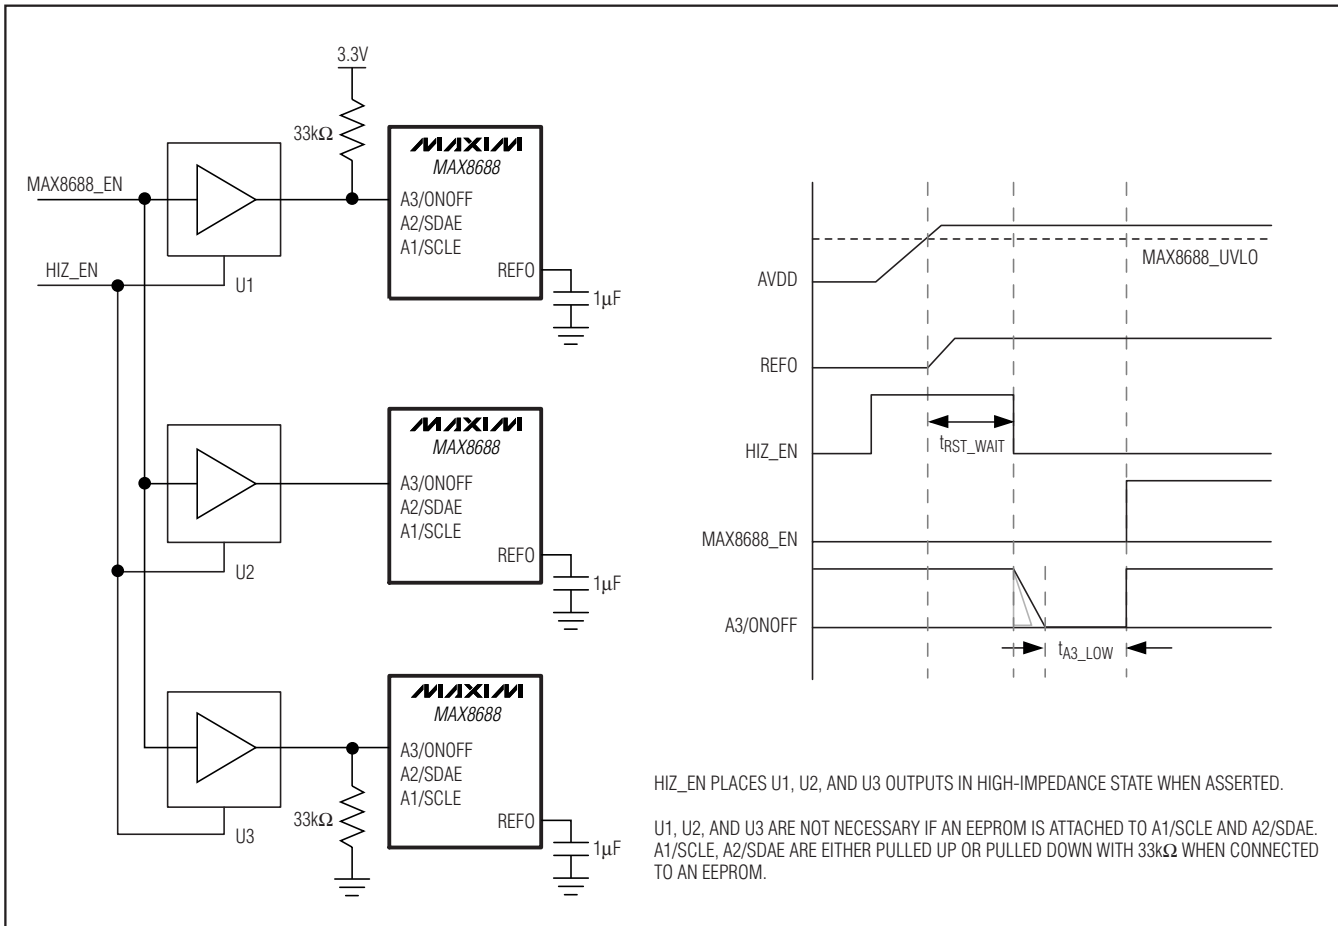 3.3V
33kΩ
MAXIM
MAX8688
MAX8688_EN
A3/ONOFF
A2/SDAE
A1/SCLE
HIZ_EN
REFO
U1
1µF
MAXIM
MAX8688
A3/ONOFF
A2/SDAE
A1/SCLE
REFO
U2
1µF
MAXIM
MAX8688
A3/ONOFF
A2/SDAE
A1/SCLE
33kΩ
REFO
U3
1µF
MAX8688_UVLO
AVDD
REFO
tRST_WAIT
HIZ_EN
MAX8688_EN
A3/ONOFF
tA3_LOW
HIZ_EN PLACES U1, U2, AND U3 OUTPUTS IN HIGH-IMPEDANCE STATE WHEN ASSERTED.
U1, U2, AND U3 ARE NOT NECESSARY IF AN EEPROM IS ATTACHED TO A1/SCLE AND A2/SDAE.
A1/SCLE, A2/SDAE ARE EITHER PULLED UP OR PULLED DOWN WITH 33kΩ WHEN CONNECTED
TO AN EEPROM.